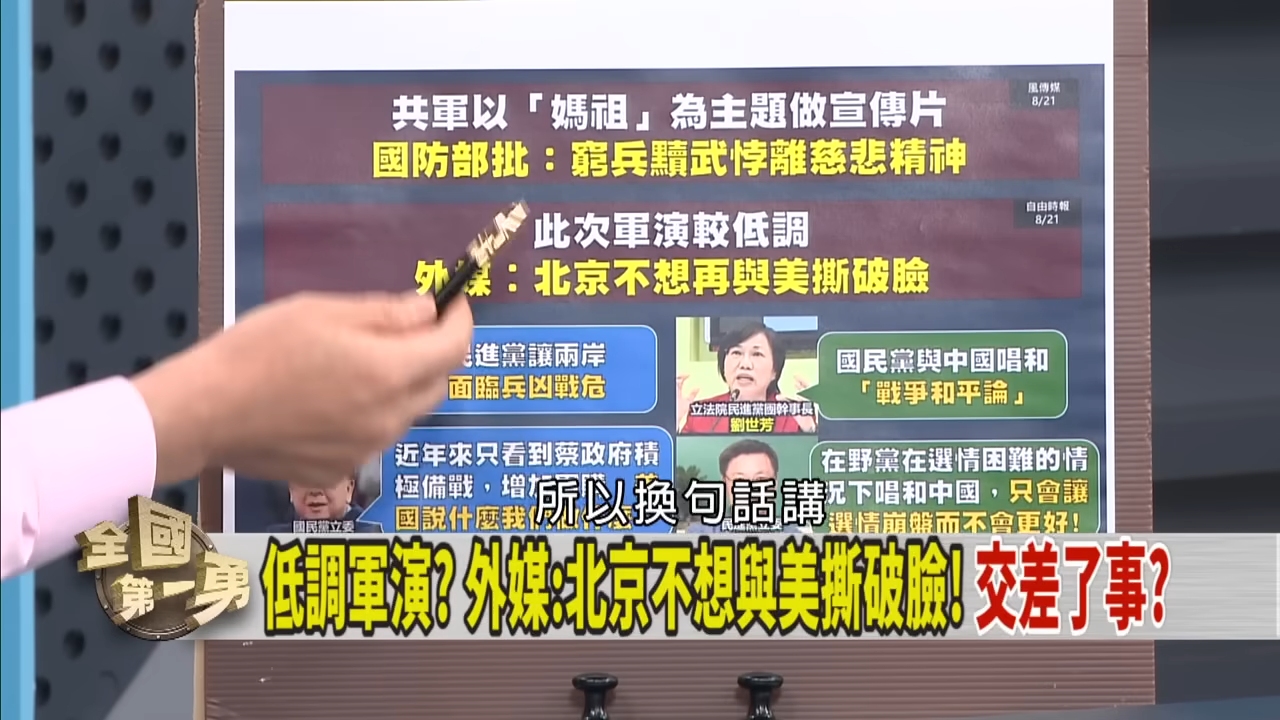 風傳媒
8/21
共軍以「媽祖」為主題做宣傳片
國防部批：窮兵黷武悖離慈悲精神
自由時報
8/21
此次軍演較低調
外媒：北京不想再與美撕破臉
進黨讓兩岸
面臨兵凶戰危
立法院民進黨團幹事長
劉世芳
國民黨與中國唱和
「戰爭和平論」
近年來只看到蔡政府積
極備戰，增加
國說什麼我們
國民黨立委
民進黨立委
在野黨在選情困難的情
況下唱和中國，只會讓
選情崩盤而不會更好!
所以換句話講
全國第一勇
低調軍演? 外媒:北京不想與美撕破臉! 交差了事?